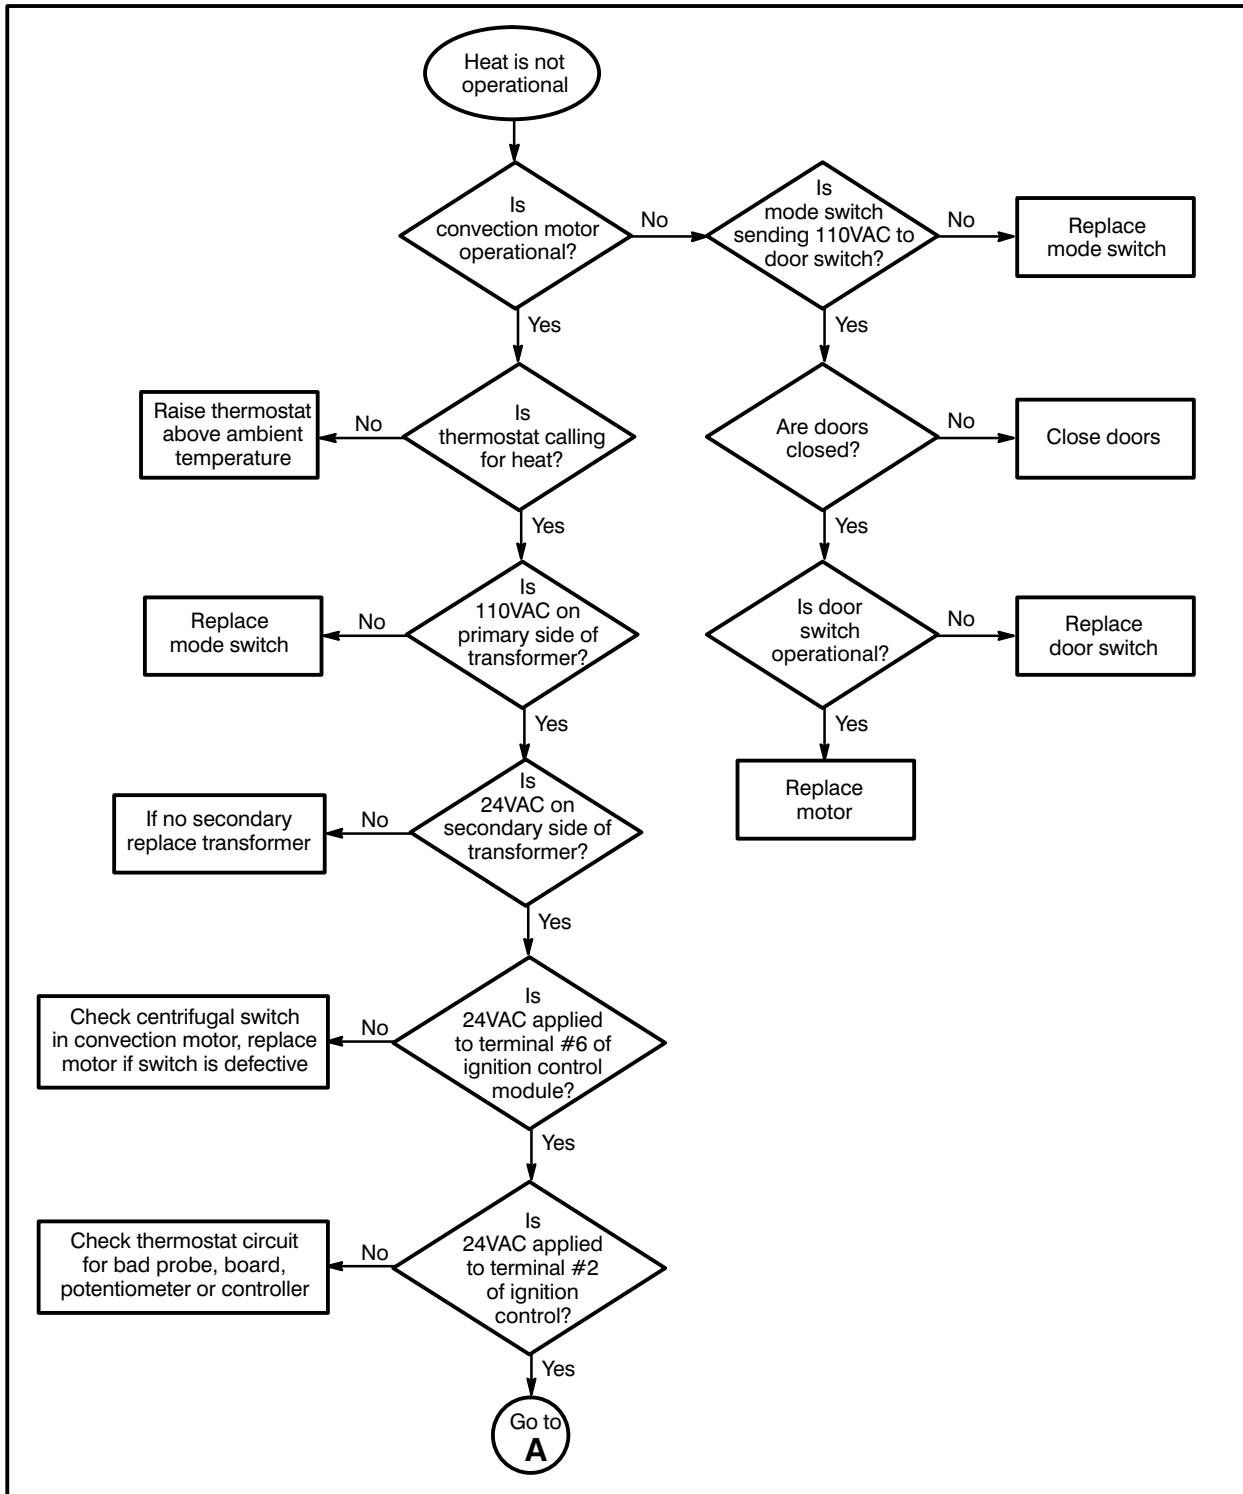 Heat is not
operational
Is
convection motor
operational?
No
Is
mode switch
sending 110VAC to
door switch?
No
Replace
mode switch
Yes
Yes
Raise thermostat
above ambient
temperature
No
Is
thermostat calling
for heat?
Are doors
closed?
No
Close doors
Yes
Yes
Replace
mode switch
No
Is
110VAC on
primary side of
transformer?
Is door
switch
operational?
No
Replace
door switch
Yes
Yes
If no secondary
replace transformer
No
Is
24VAC on
secondary side of
transformer?
Replace
motor
Yes
Check centrifugal switch
in convection motor, replace
motor if switch is defective
No
Is
24VAC applied
to terminal #6 of
ignition control
module?
Yes
Check thermostat circuit
for bad probe, board,
potentiometer or controller
No
Is
24VAC applied
to terminal #2
of ignition
control?
Yes
Go to
A